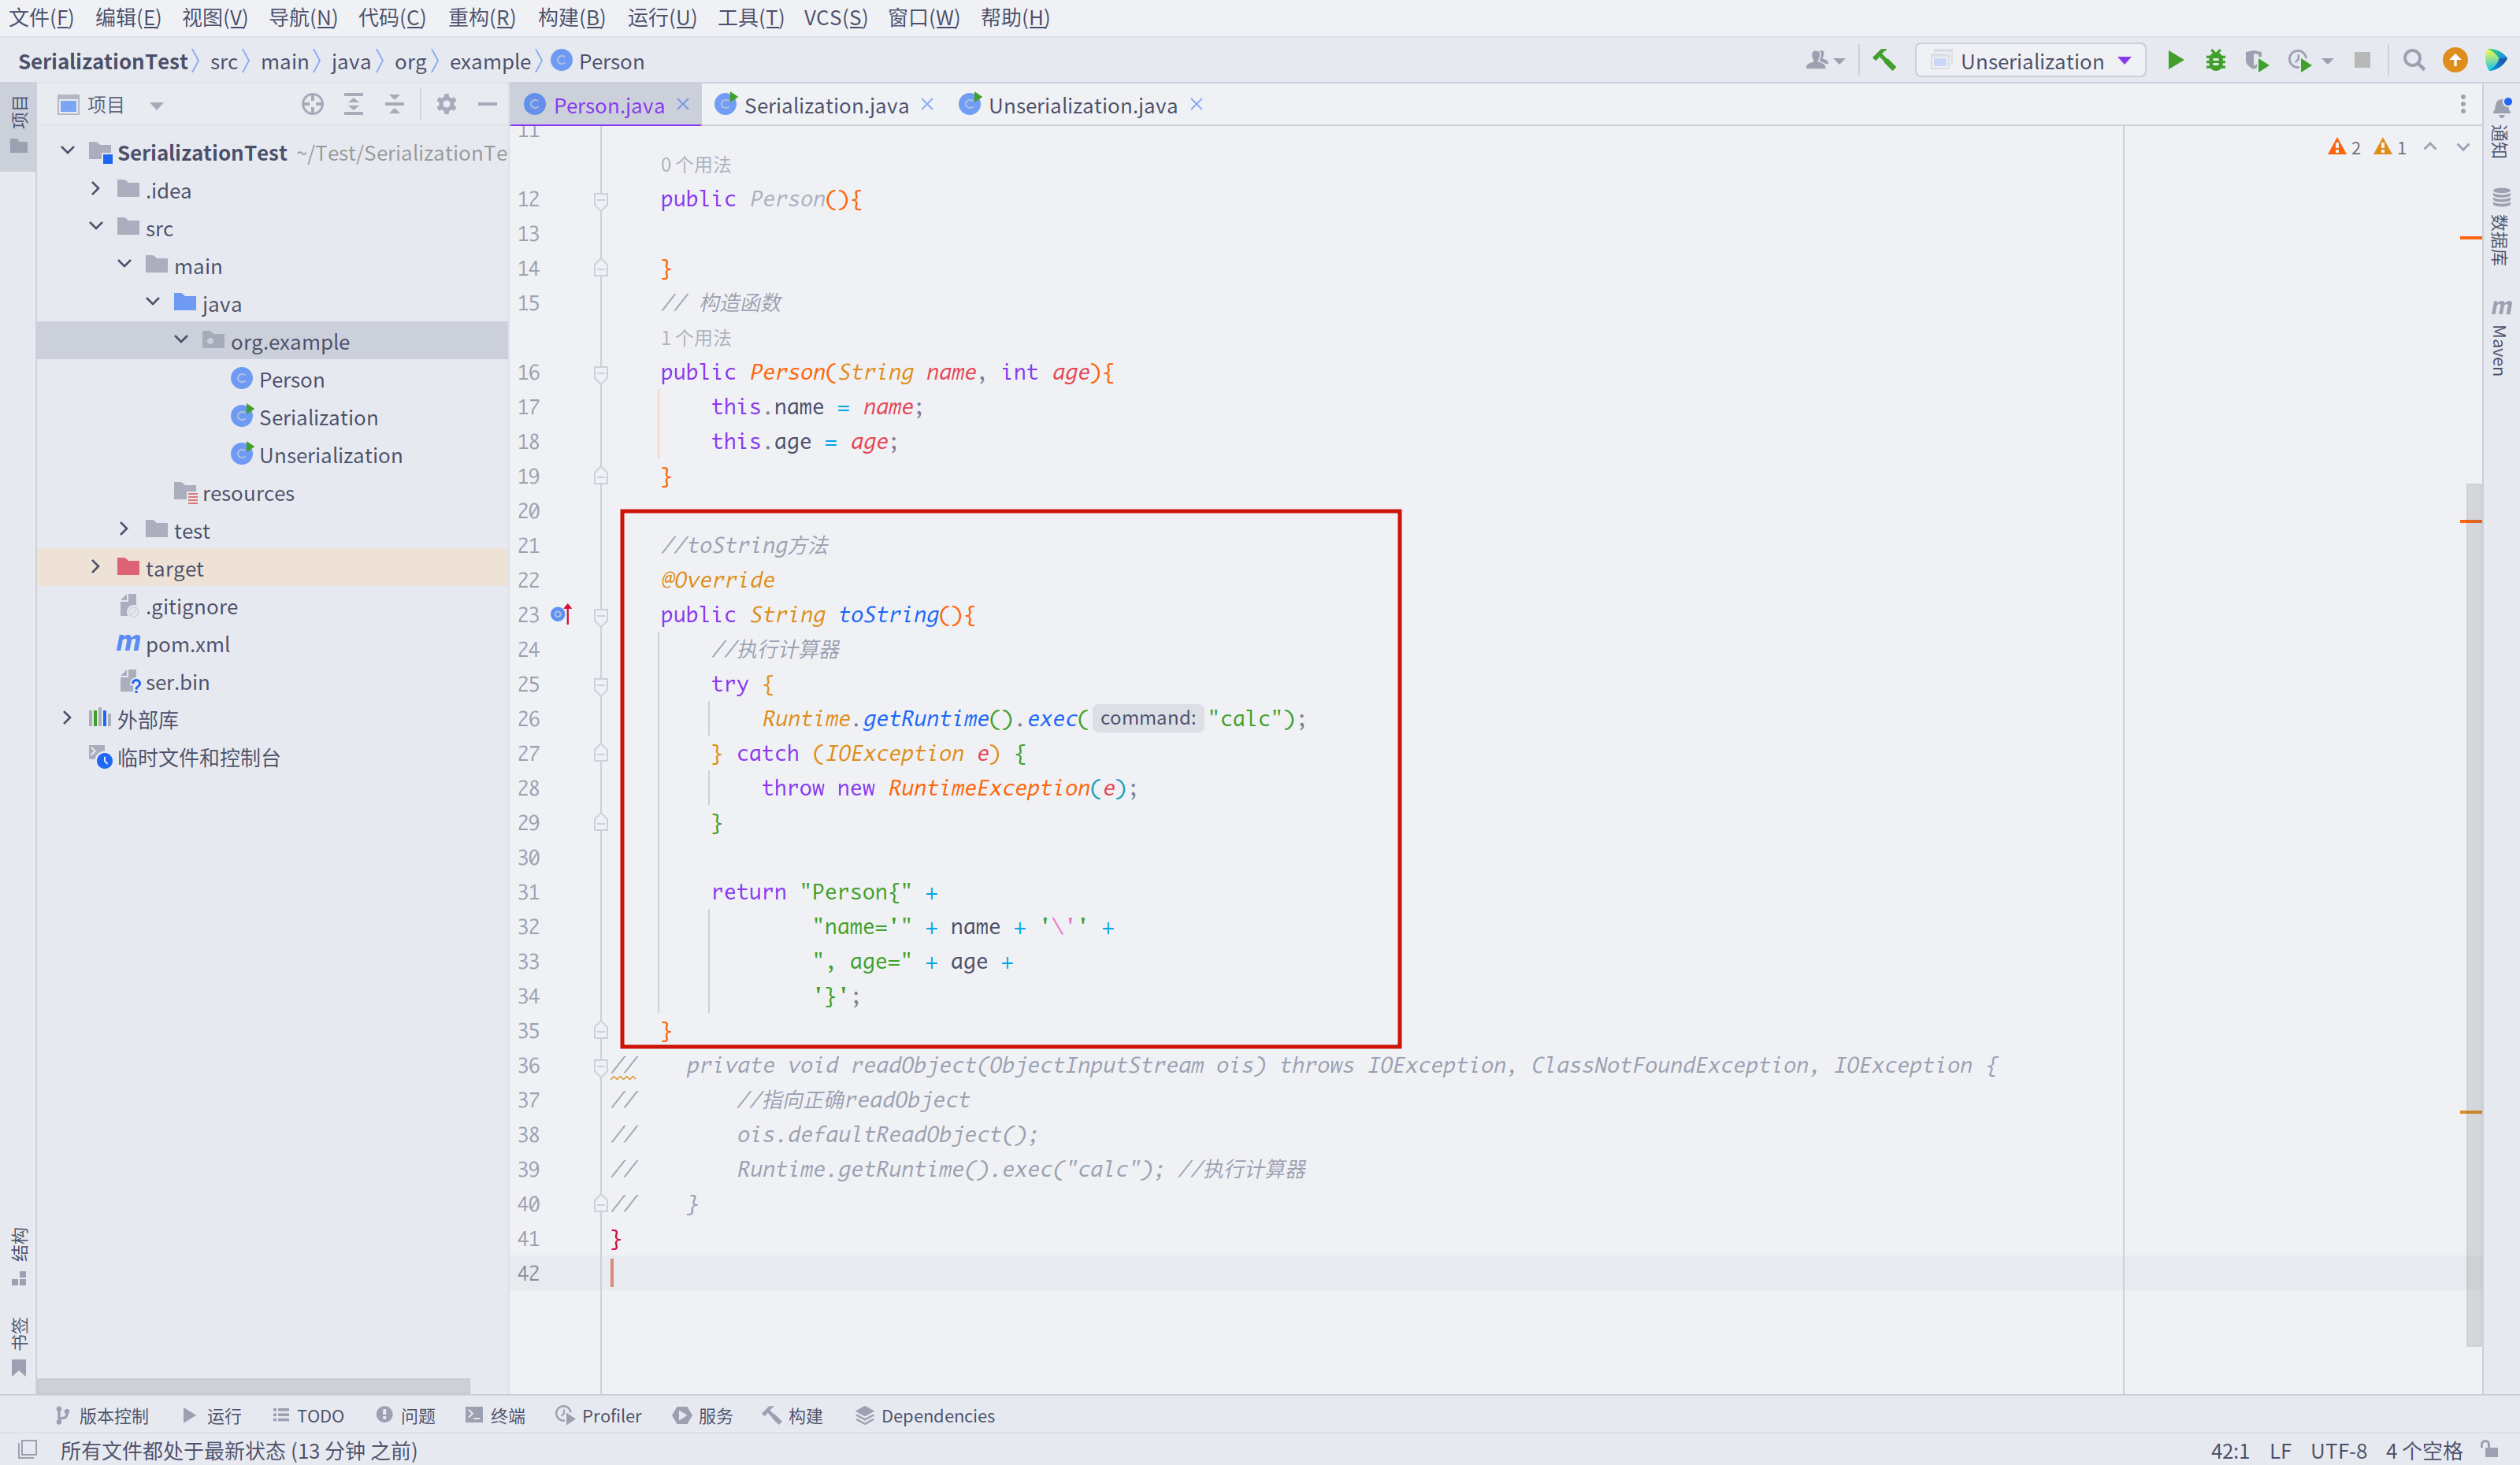 文件(F) 编辑(E) 视图(V) 导航(N) 代码(C) 重构(R) 构建(B) 运行(U) 工具(T) VCS(S) 窗口(W) 帮助(H)
SerializationTest 〉 src 〉 main 〉 java 〉 org 〉 example 〉 Person
Unserialization
项目
Person.java
Serialization.java
Unserialization.java
项目
结构
书签
SerializationTest ~/Test/SerializationTe
.idea
src
main
java
org.example
Person
Serialization
Unserialization
resources
test
target
.gitignore
pom.xml
ser.bin
外部库
临时文件和控制台
2 1
11
0 个用法
12 public Person(){
13
14 }
15 // 构造函数
1 个用法
16 public Person(String name, int age){
17 this.name = name;
18 this.age = age;
19 }
20
21 //toString方法
22 @Override
23 public String toString(){
24 //执行计算器
25 try {
26 Runtime.getRuntime().exec( command: "calc");
27 } catch (IOException e) {
28 throw new RuntimeException(e);
29 }
30
31 return "Person{" +
32 "name='" + name + '\'' +
33 ", age=" + age +
34 '}';
35 }
36 // private void readObject(ObjectInputStream ois) throws IOException, ClassNotFoundException, IOException {
37 // //指向正确readObject
38 // ois.defaultReadObject();
39 // Runtime.getRuntime().exec("calc"); //执行计算器
40 // }
41 }
42
通知
数据库
Maven
版本控制 运行 TODO 问题 终端 Profiler 服务 构建 Dependencies
所有文件都处于最新状态 (13 分钟 之前)
42:1 LF UTF-8 4 个空格